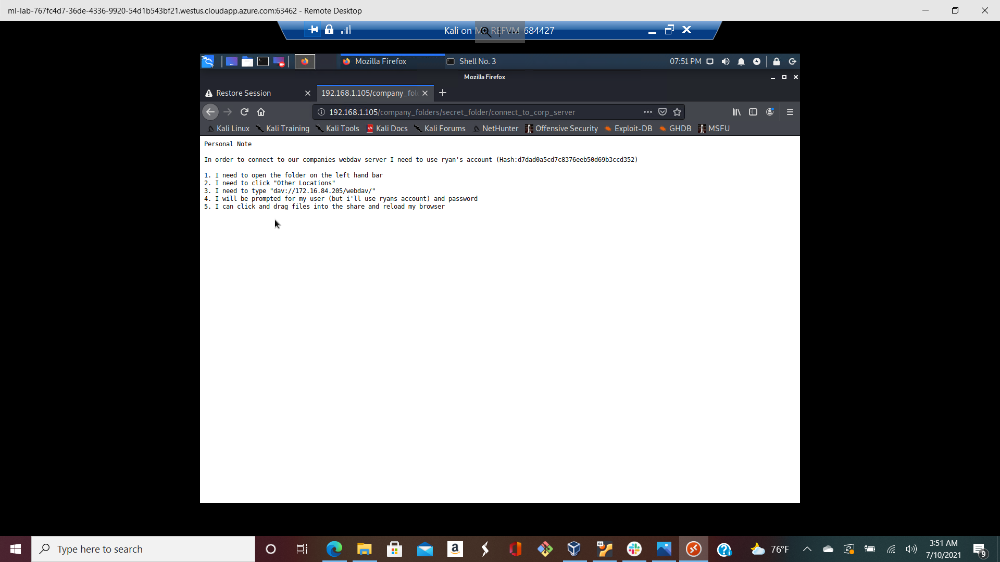 ml-lab-767fc4d7-36de-4336-9920-54d1b543bf21.westus.cloudapp.azure.com:63462 - Remote Desktop
Kali on ML-REFVM-684427
Mozilla Firefox
Shell No. 3
07:51 PM
Mozilla Firefox
Restore Session
192.168.1.105/company_fol
192.168.1.105/company_folders/secret_folder/connect_to_corp_server
Kali Linux
Kali Training
Kali Tools
Kali Docs
Kali Forums
NetHunter
Offensive Security
Exploit-DB
GHDB
MSFU
Personal Note
In order to connect to our companies webdav server I need to use ryan's account (Hash:d7dad0a5cd7c8376eeb50d69b3ccd352)
1. I need to open the folder on the left hand bar
2. I need to click "Other Locations"
3. I need to type "dav://172.16.84.205/webdav/"
4. I will be prompted for my user (but i'll use ryans account) and password
5. I can click and drag files into the share and reload my browser
Type here to search
76°F
3:51 AM
7/10/2021
9